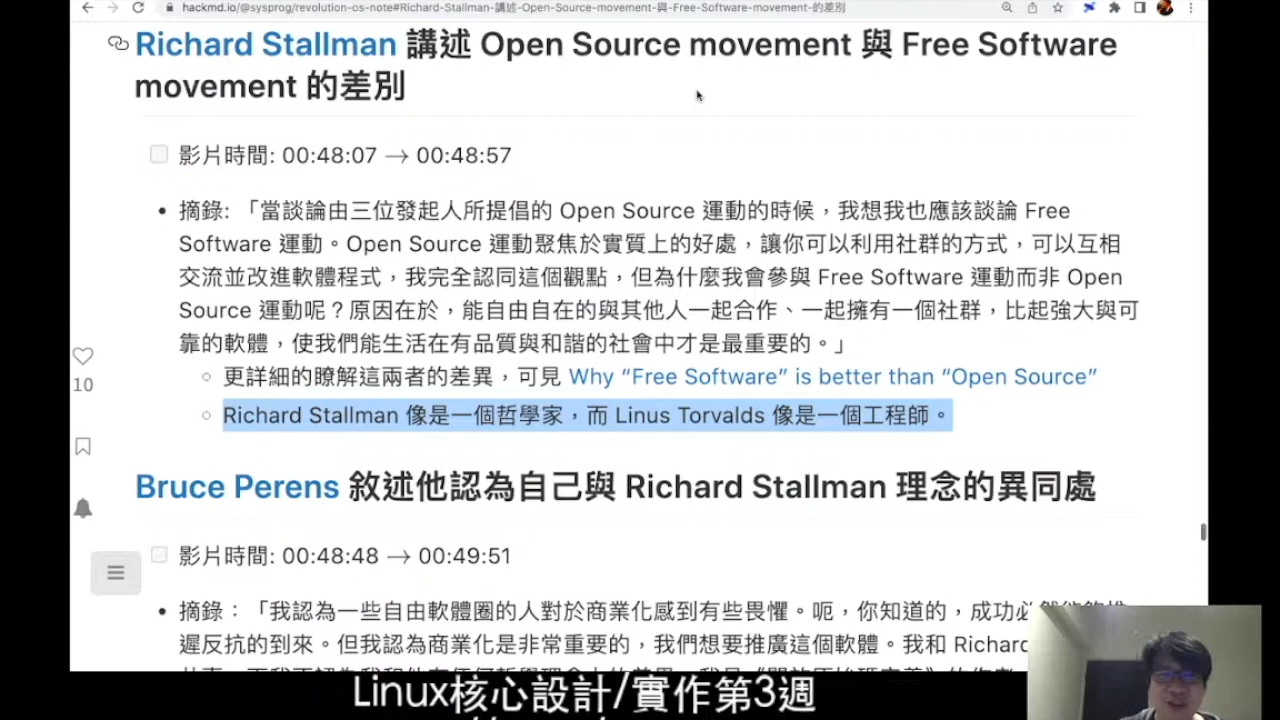 hackmd.io/@sysprog/revolution-os-note#Richard-Stallman-講述-Open-Source-movement-與-Free-Software-movement-的差別
Richard Stallman 講述 Open Source movement 與 Free Software
movement 的差別
影片時間: 00:48:07 → 00:48:57
摘錄: 「當談論由三位發起人所提倡的 Open Source 運動的時候，我想我也應該談論 Free
Software 運動。Open Source 運動聚焦於實質上的好處，讓你可以利用社群的方式，可以互相
交流並改進軟體程式，我完全認同這個觀點，但為什麼我會參與 Free Software 運動而非 Open
Source 運動呢？原因在於，能自由自在的與其他人一起合作、一起擁有一個社群，比起強大與可
靠的軟體，使我們能生活在有品質與和諧的社會中才是最重要的。」
10
更詳細的瞭解這兩者的差異，可見 Why “Free Software” is better than “Open Source”
Richard Stallman 像是一個哲學家，而 Linus Torvalds 像是一個工程師。
Bruce Perens 敘述他認為自己與 Richard Stallman 理念的異同處
影片時間: 00:48:48 → 00:49:51
摘錄：「我認為一些自由軟體圈的人對於商業化感到有些畏懼。呃，你知道的，成功必
遲反抗的到來。但我認為商業化是非常重要的，我們想要推廣這個軟體。我和 Richard
Linux核心設計/實作第3週